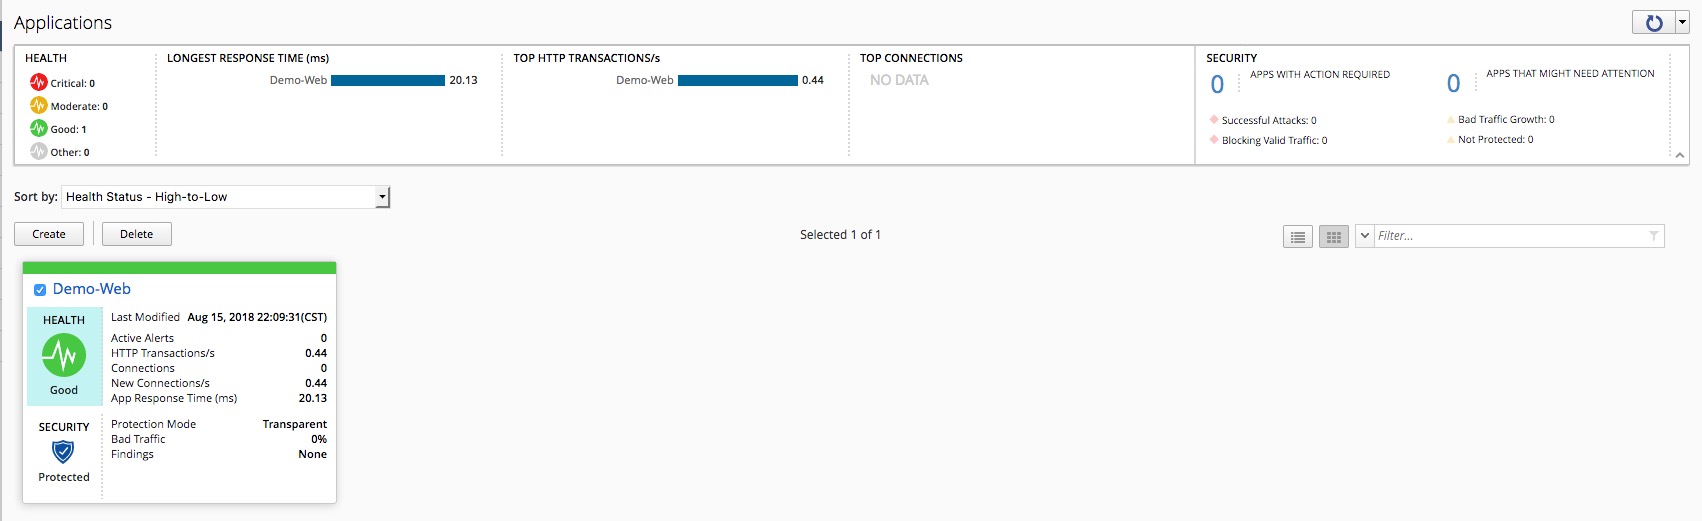 Applications
HEALTH
Critical: 0
Moderate: 0
Good: 1
Other: 0
LONGEST RESPONSE TIME (ms)
Demo-Web 20.13
TOP HTTP TRANSACTIONS/s
Demo-Web 0.44
TOP CONNECTIONS
NO DATA
SECURITY
0 APPS WITH ACTION REQUIRED
Successful Attacks: 0
Blocking Valid Traffic: 0
0 APPS THAT MIGHT NEED ATTENTION
Bad Traffic Growth: 0
Not Protected: 0
Sort by: Health Status - High-to-Low
Create Delete Selected 1 of 1 Filter...
Demo-Web
HEALTH
Good
Last Modified Aug 15, 2018 22:09:31(CST)
Active Alerts 0
HTTP Transactions/s 0.44
Connections 0
New Connections/s 0.44
App Response Time (ms) 20.13
SECURITY
Protected
Protection Mode Transparent
Bad Traffic 0%
Findings None